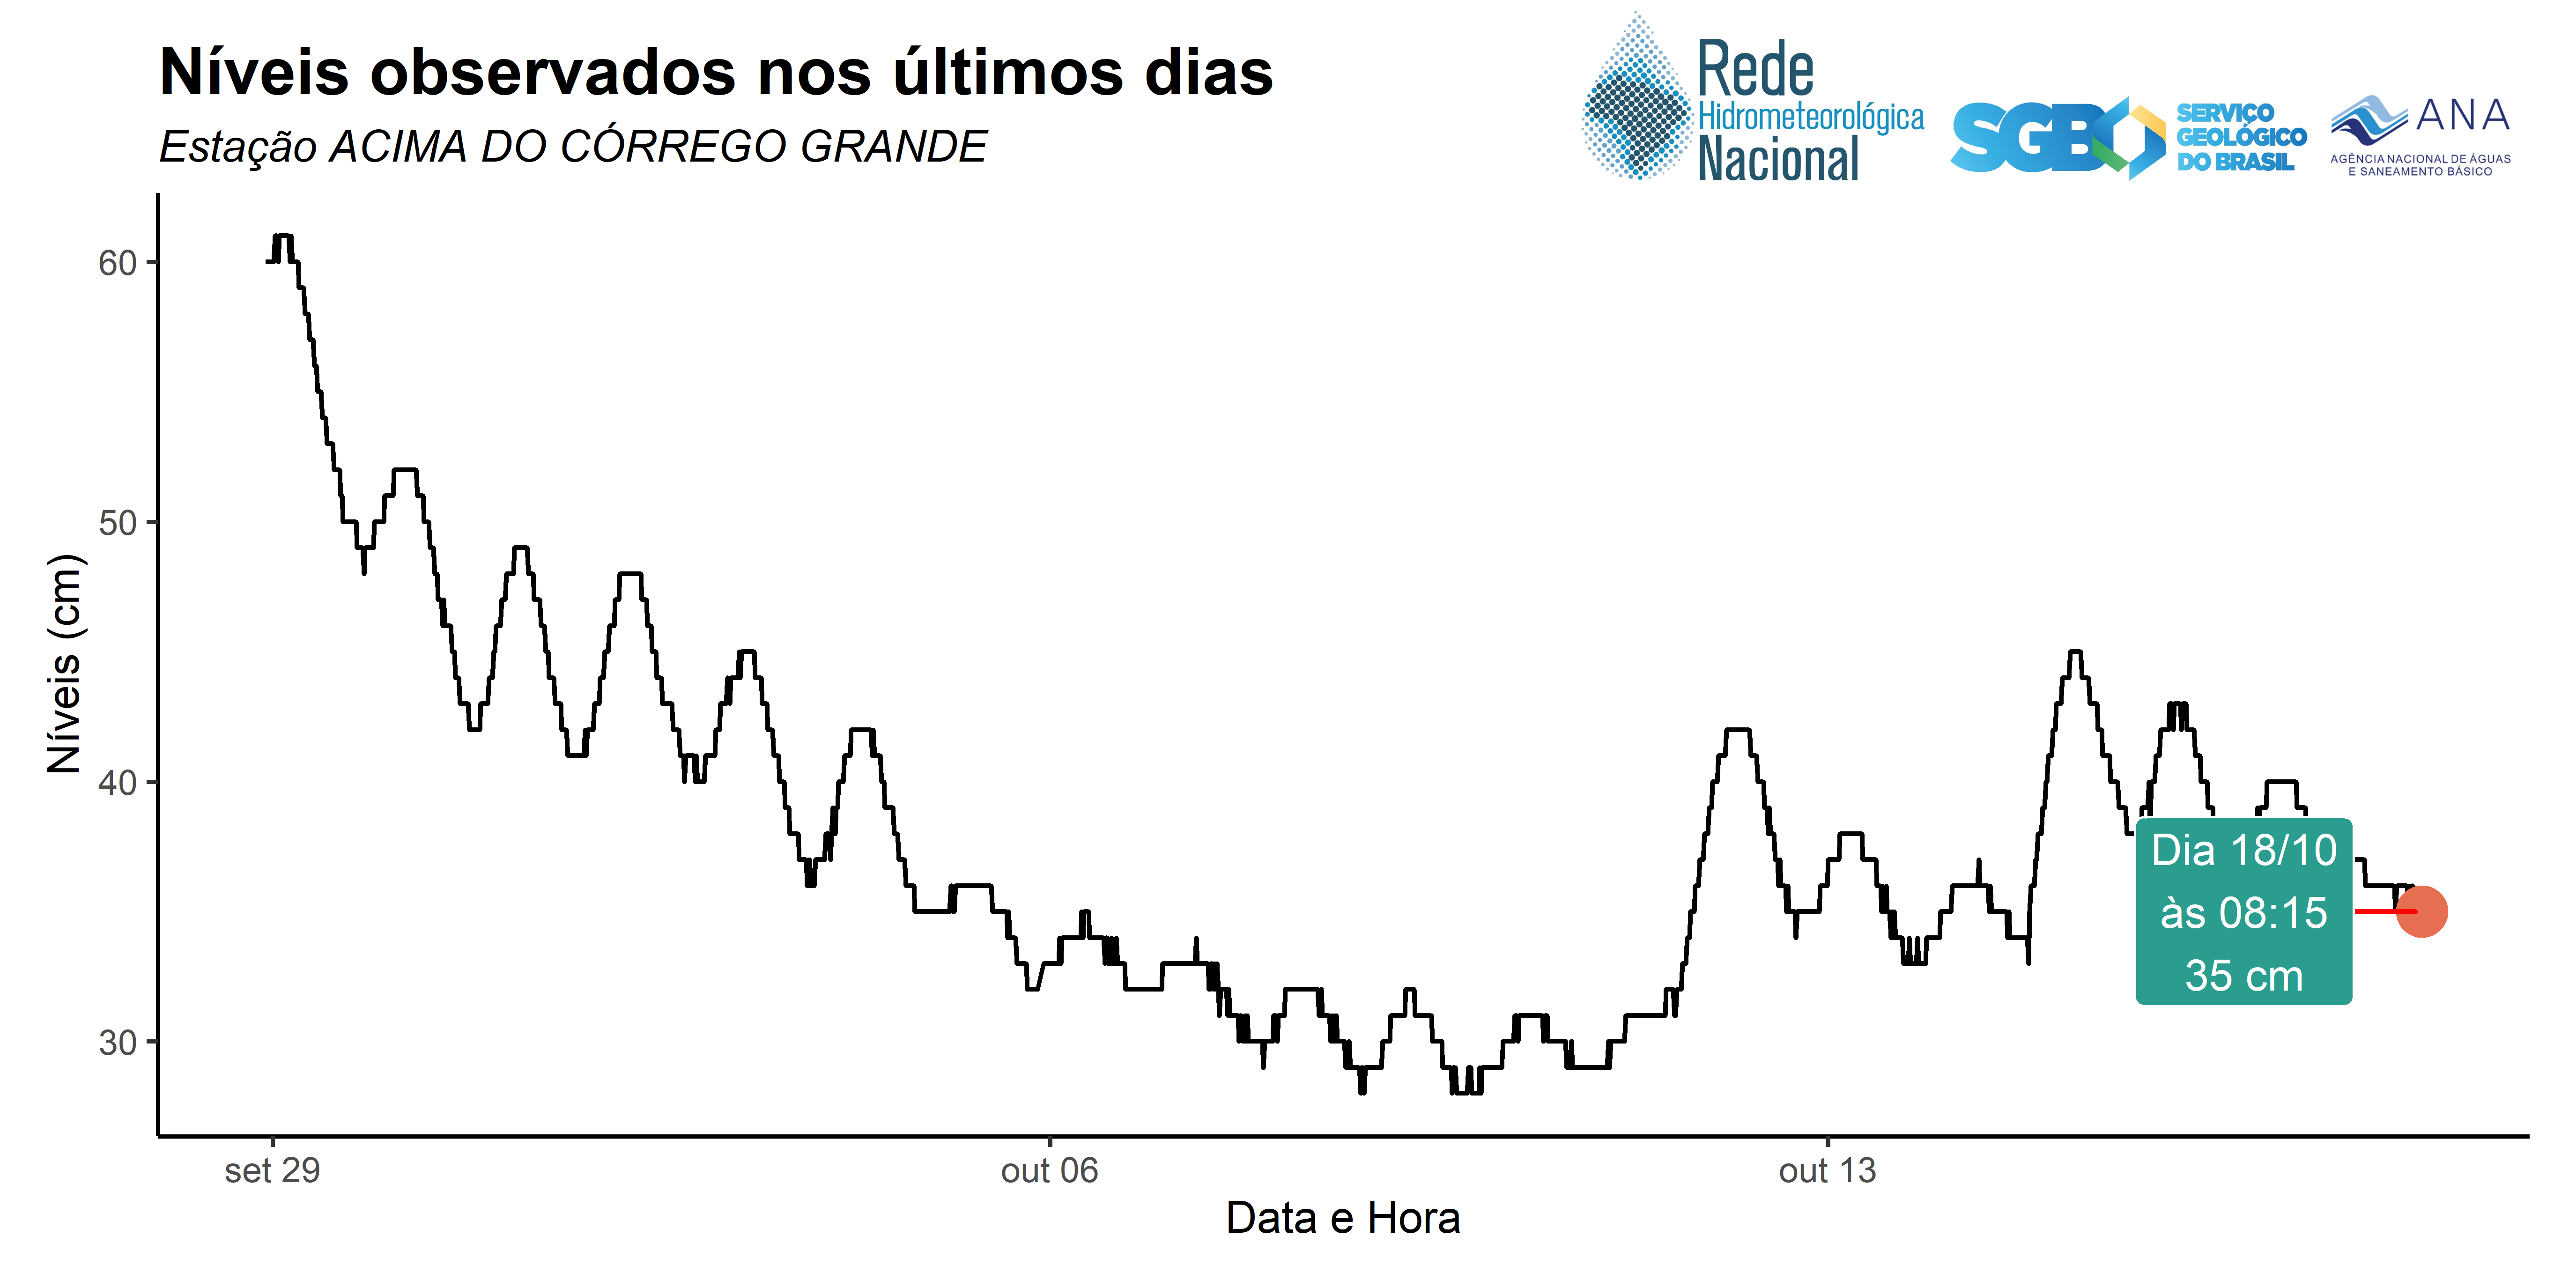 Níveis observados nos últimos dias
Estação ACIMA DO CÓRREGO GRANDE
Rede
Hidrometeorológica
Nacional
SGB
SERVIÇO
GEOLÓGICO
DO BRASIL
ANA
AGÊNCIA NACIONAL DE ÁGUAS
E SANEAMENTO BÁSICO
Níveis (cm)
60
50
40
30
Dia 18/10
às 08:15
35 cm
set 29
out 06
out 13
Data e Hora